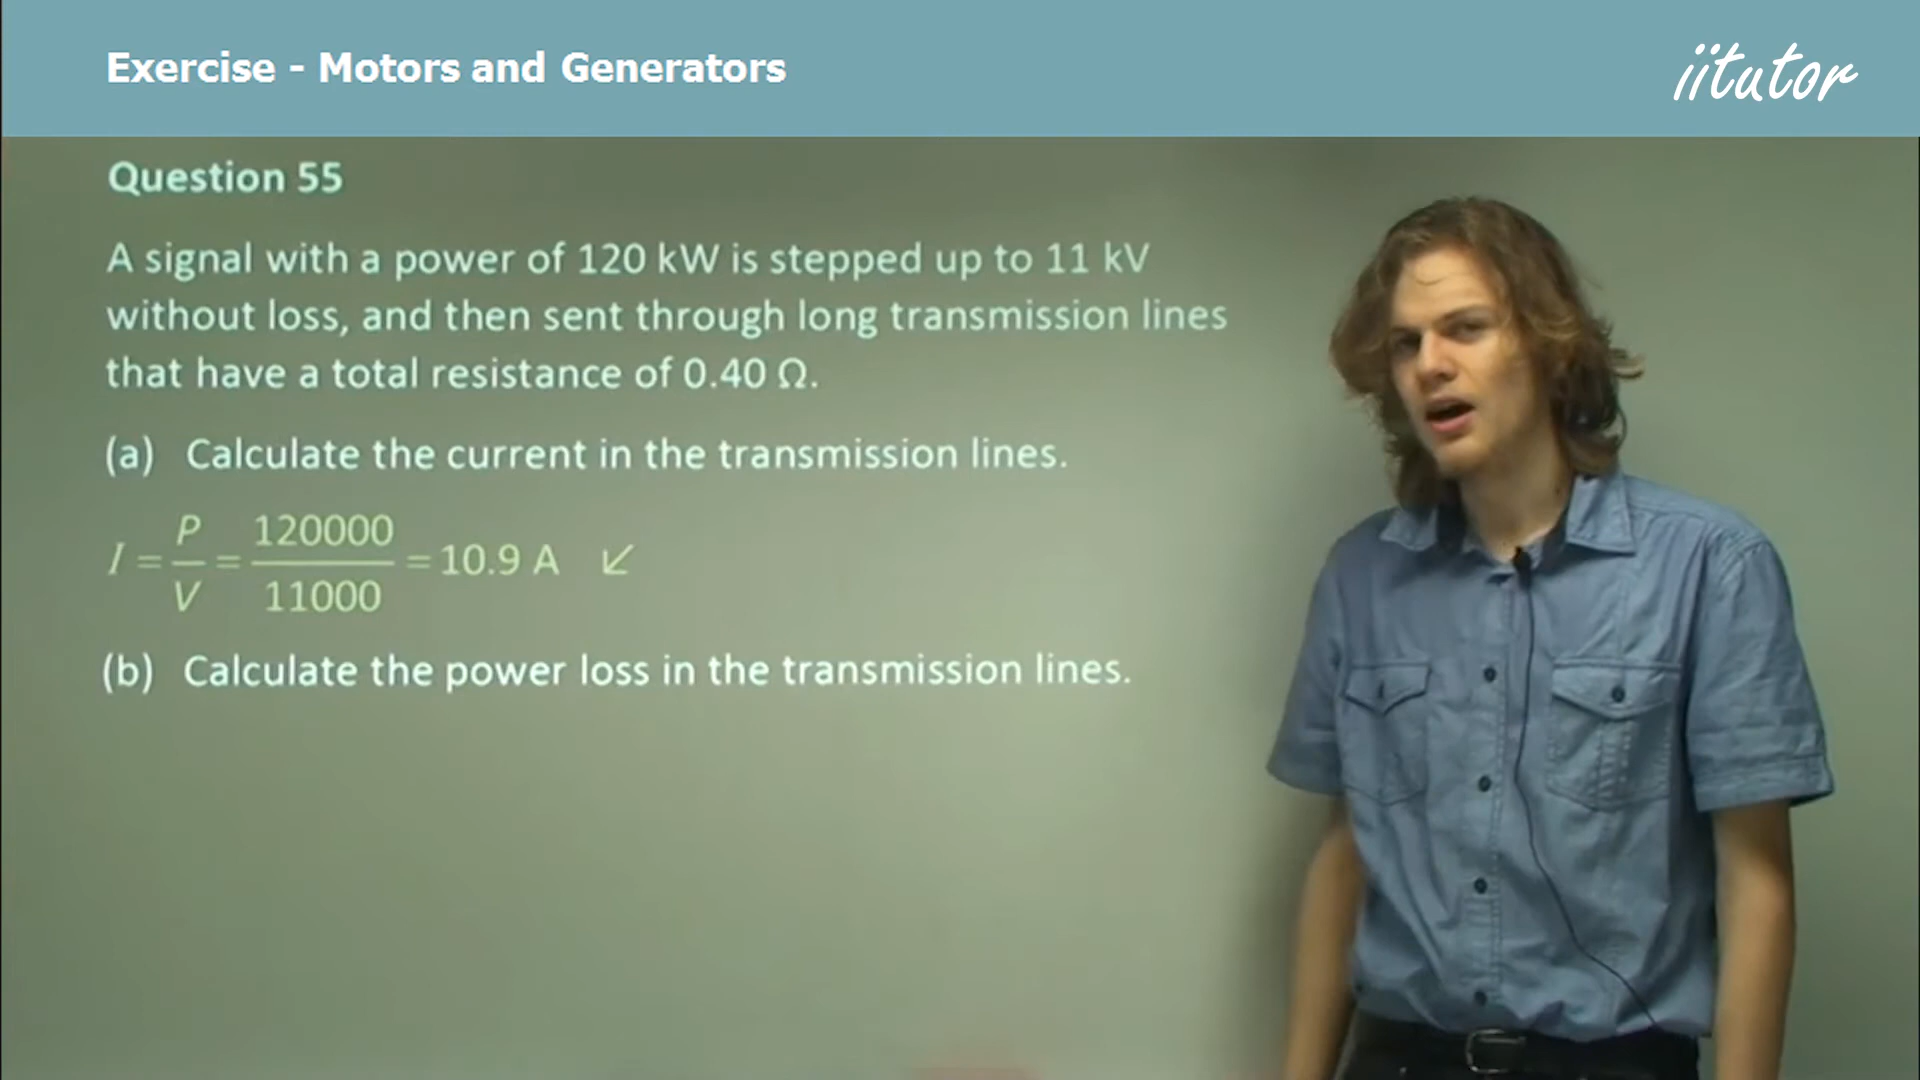 Exercise - Motors and Generators
iitutor
Question 55
A signal with a power of 120 kW is stepped up to 11 kV
without loss, and then sent through long transmission lines
that have a total resistance of 0.40 Ω.
(a) Calculate the current in the transmission lines.
I = P/V = 120000/11000 = 10.9 A ↙
(b) Calculate the power loss in the transmission lines.